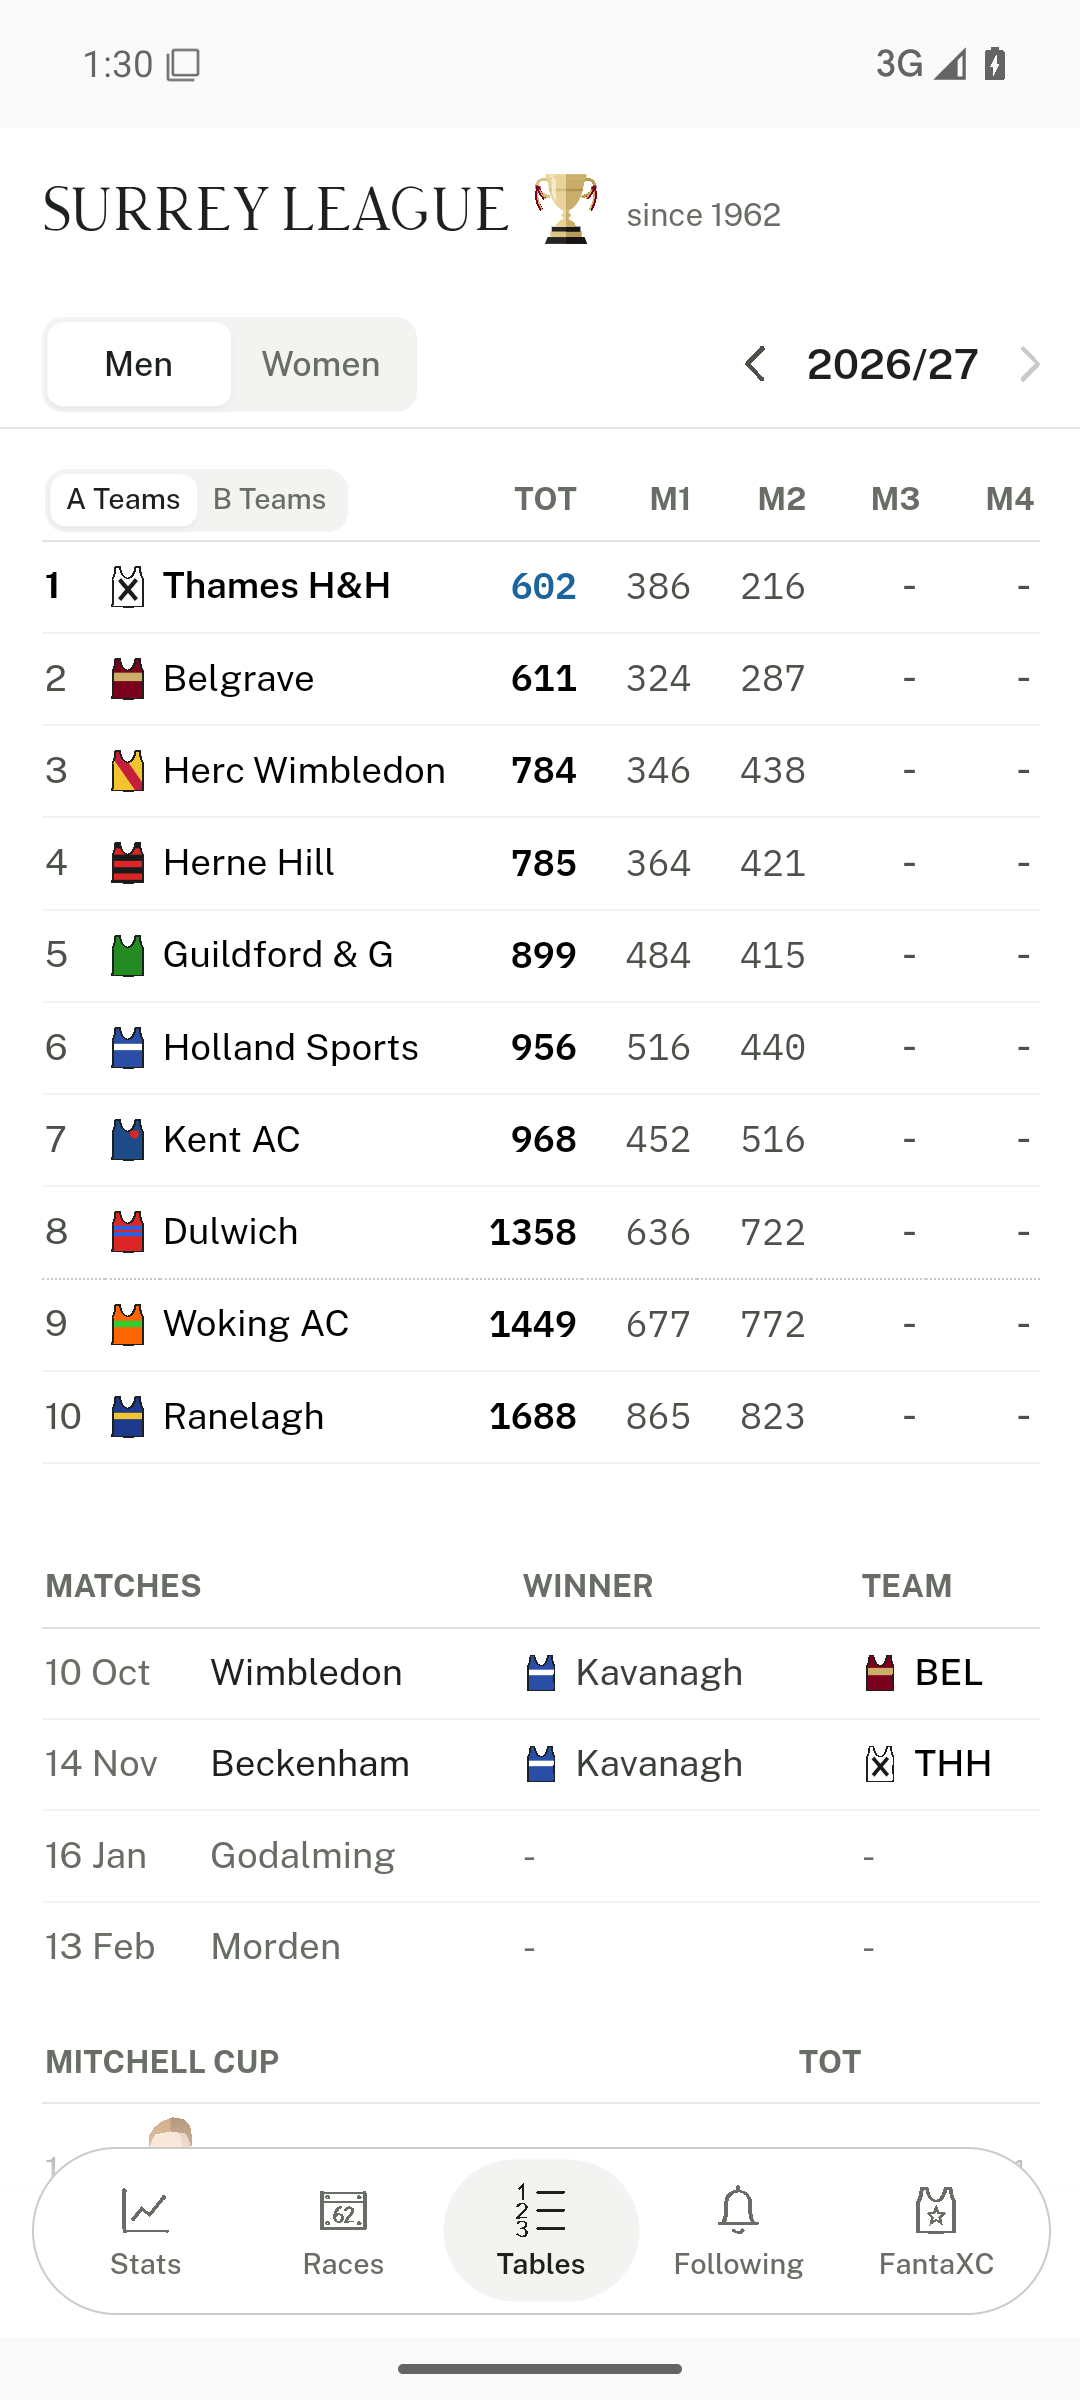 1:30 3G
SURREY LEAGUE since 1962
Men Women 2026/27
A Teams B Teams TOT M1 M2 M3 M4
1 Thames H&H 602 386 216 - -
2 Belgrave 611 324 287 - -
3 Herc Wimbledon 784 346 438 - -
4 Herne Hill 785 364 421 - -
5 Guildford & G 899 484 415 - -
6 Holland Sports 956 516 440 - -
7 Kent AC 968 452 516 - -
8 Dulwich 1358 636 722 - -
9 Woking AC 1449 677 772 - -
10 Ranelagh 1688 865 823 - -
MATCHES WINNER TEAM
10 Oct Wimbledon Kavanagh BEL
14 Nov Beckenham Kavanagh THH
16 Jan Godalming - -
13 Feb Morden - -
MITCHELL CUP TOT
62
1
2
3
Stats Races Tables Following FantaXC